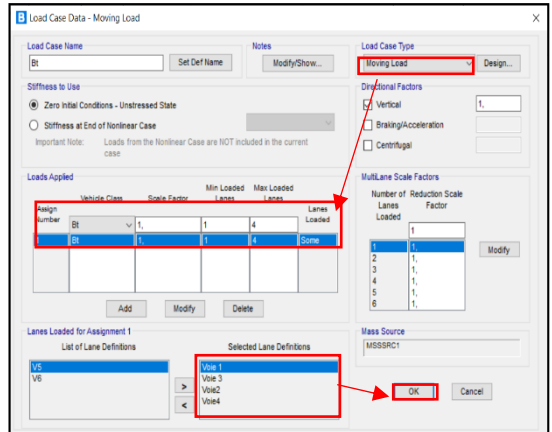 B Load Case Data - Moving Load
Load Case Name
Bt
Set Def Name
Notes
Modify/Show...
Load Case Type
Moving Load
Design...
Stiffness to Use
Zero Initial Conditions - Unstressed State
Stiffness at End of Nonlinear Case
Important Note: Loads from the Nonlinear Case are NOT included in the current
case
Directional Factors
Vertical 1,
Braking/Acceleration
Centrifugal
Loads Applied
Assign Number Vehicle Class Scale Factor Min Loaded Lanes Max Loaded Lanes Lanes Loaded
Bt 1, 1 4
1 Bt 1, 1 4 Some
Add Modify Delete
MultiLane Scale Factors
Number of Lanes Loaded Reduction Scale Factor
1
1 1,
2 1,
3 1,
4 1,
5 1,
6 1,
Modify
Lanes Loaded for Assignment 1
List of Lane Definitions
V5
V6
>
<
Selected Lane Definitions
Voie 1
Voie 3
Voie2
Voie4
Mass Source
MSSSRC1
OK Cancel